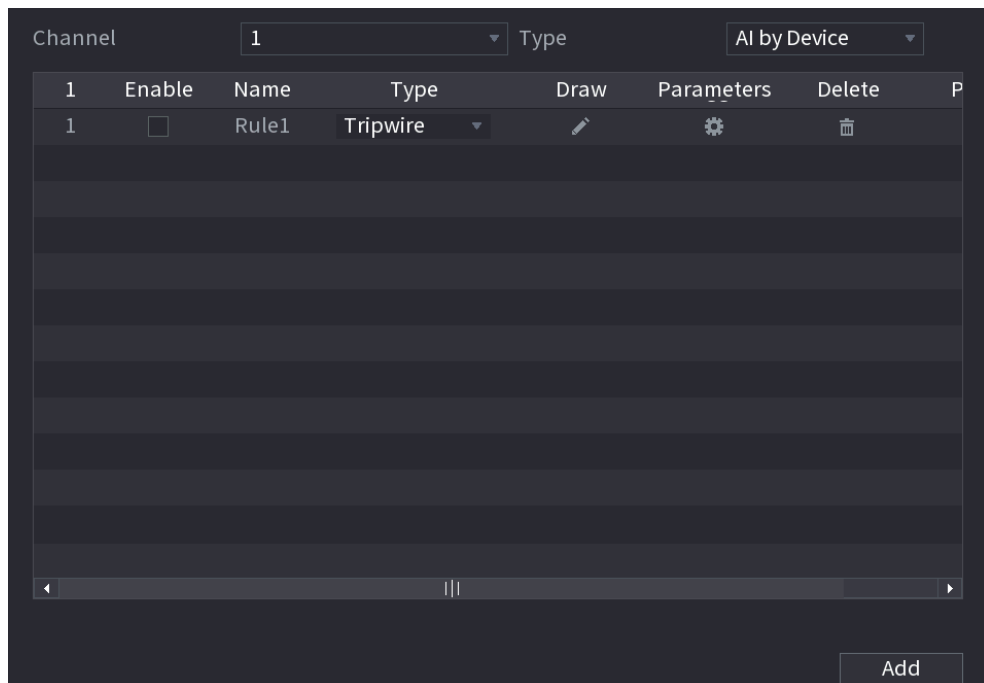 Channel 1 Type AI by Device
1 Enable Name Type Draw Parameters Delete P
1 Rule1 Tripwire
Add